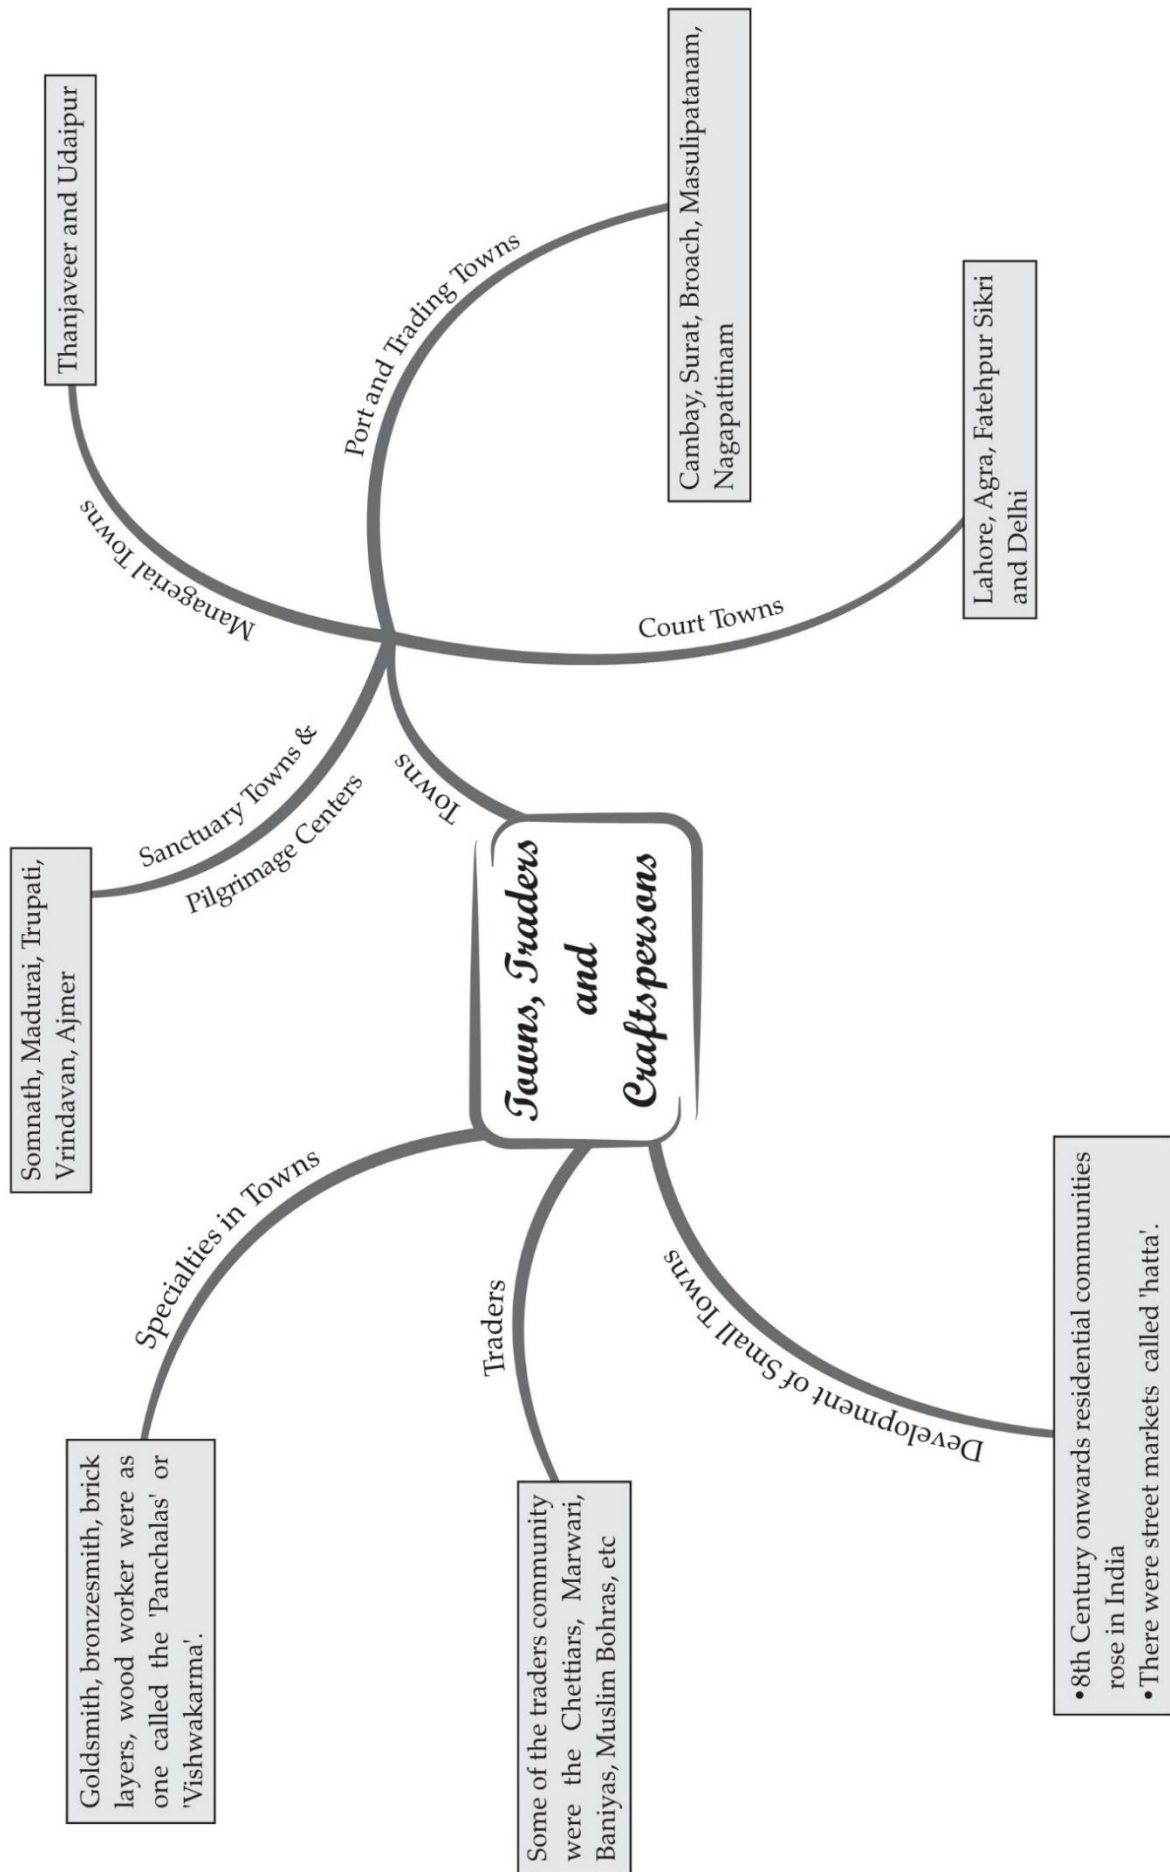 Towns, Traders
and
Craftspersons
Towns
Sanctuary Towns &
Pilgrimage Centers
Somnath, Madurai, Trupati,
Vrindavan, Ajmer
Managerial Towns
Thanjaveer and Udaipur
Port and Trading Towns
Cambay, Surat, Broach, Masulipatanam,
Nagapattinam
Court Towns
Lahore, Agra, Fatehpur Sikri
and Delhi
Specialties in Towns
Goldsmith, bronzesmith, brick
layers, wood worker were as
one called the 'Panchalas' or
'Vishwakarma'.
Traders
Some of the traders community
were the Chettiars, Marwari,
Baniyas, Muslim Bohras, etc
Development of Small Towns
•8th Century onwards residential communities
rose in India
•There were street markets called 'hatta'.